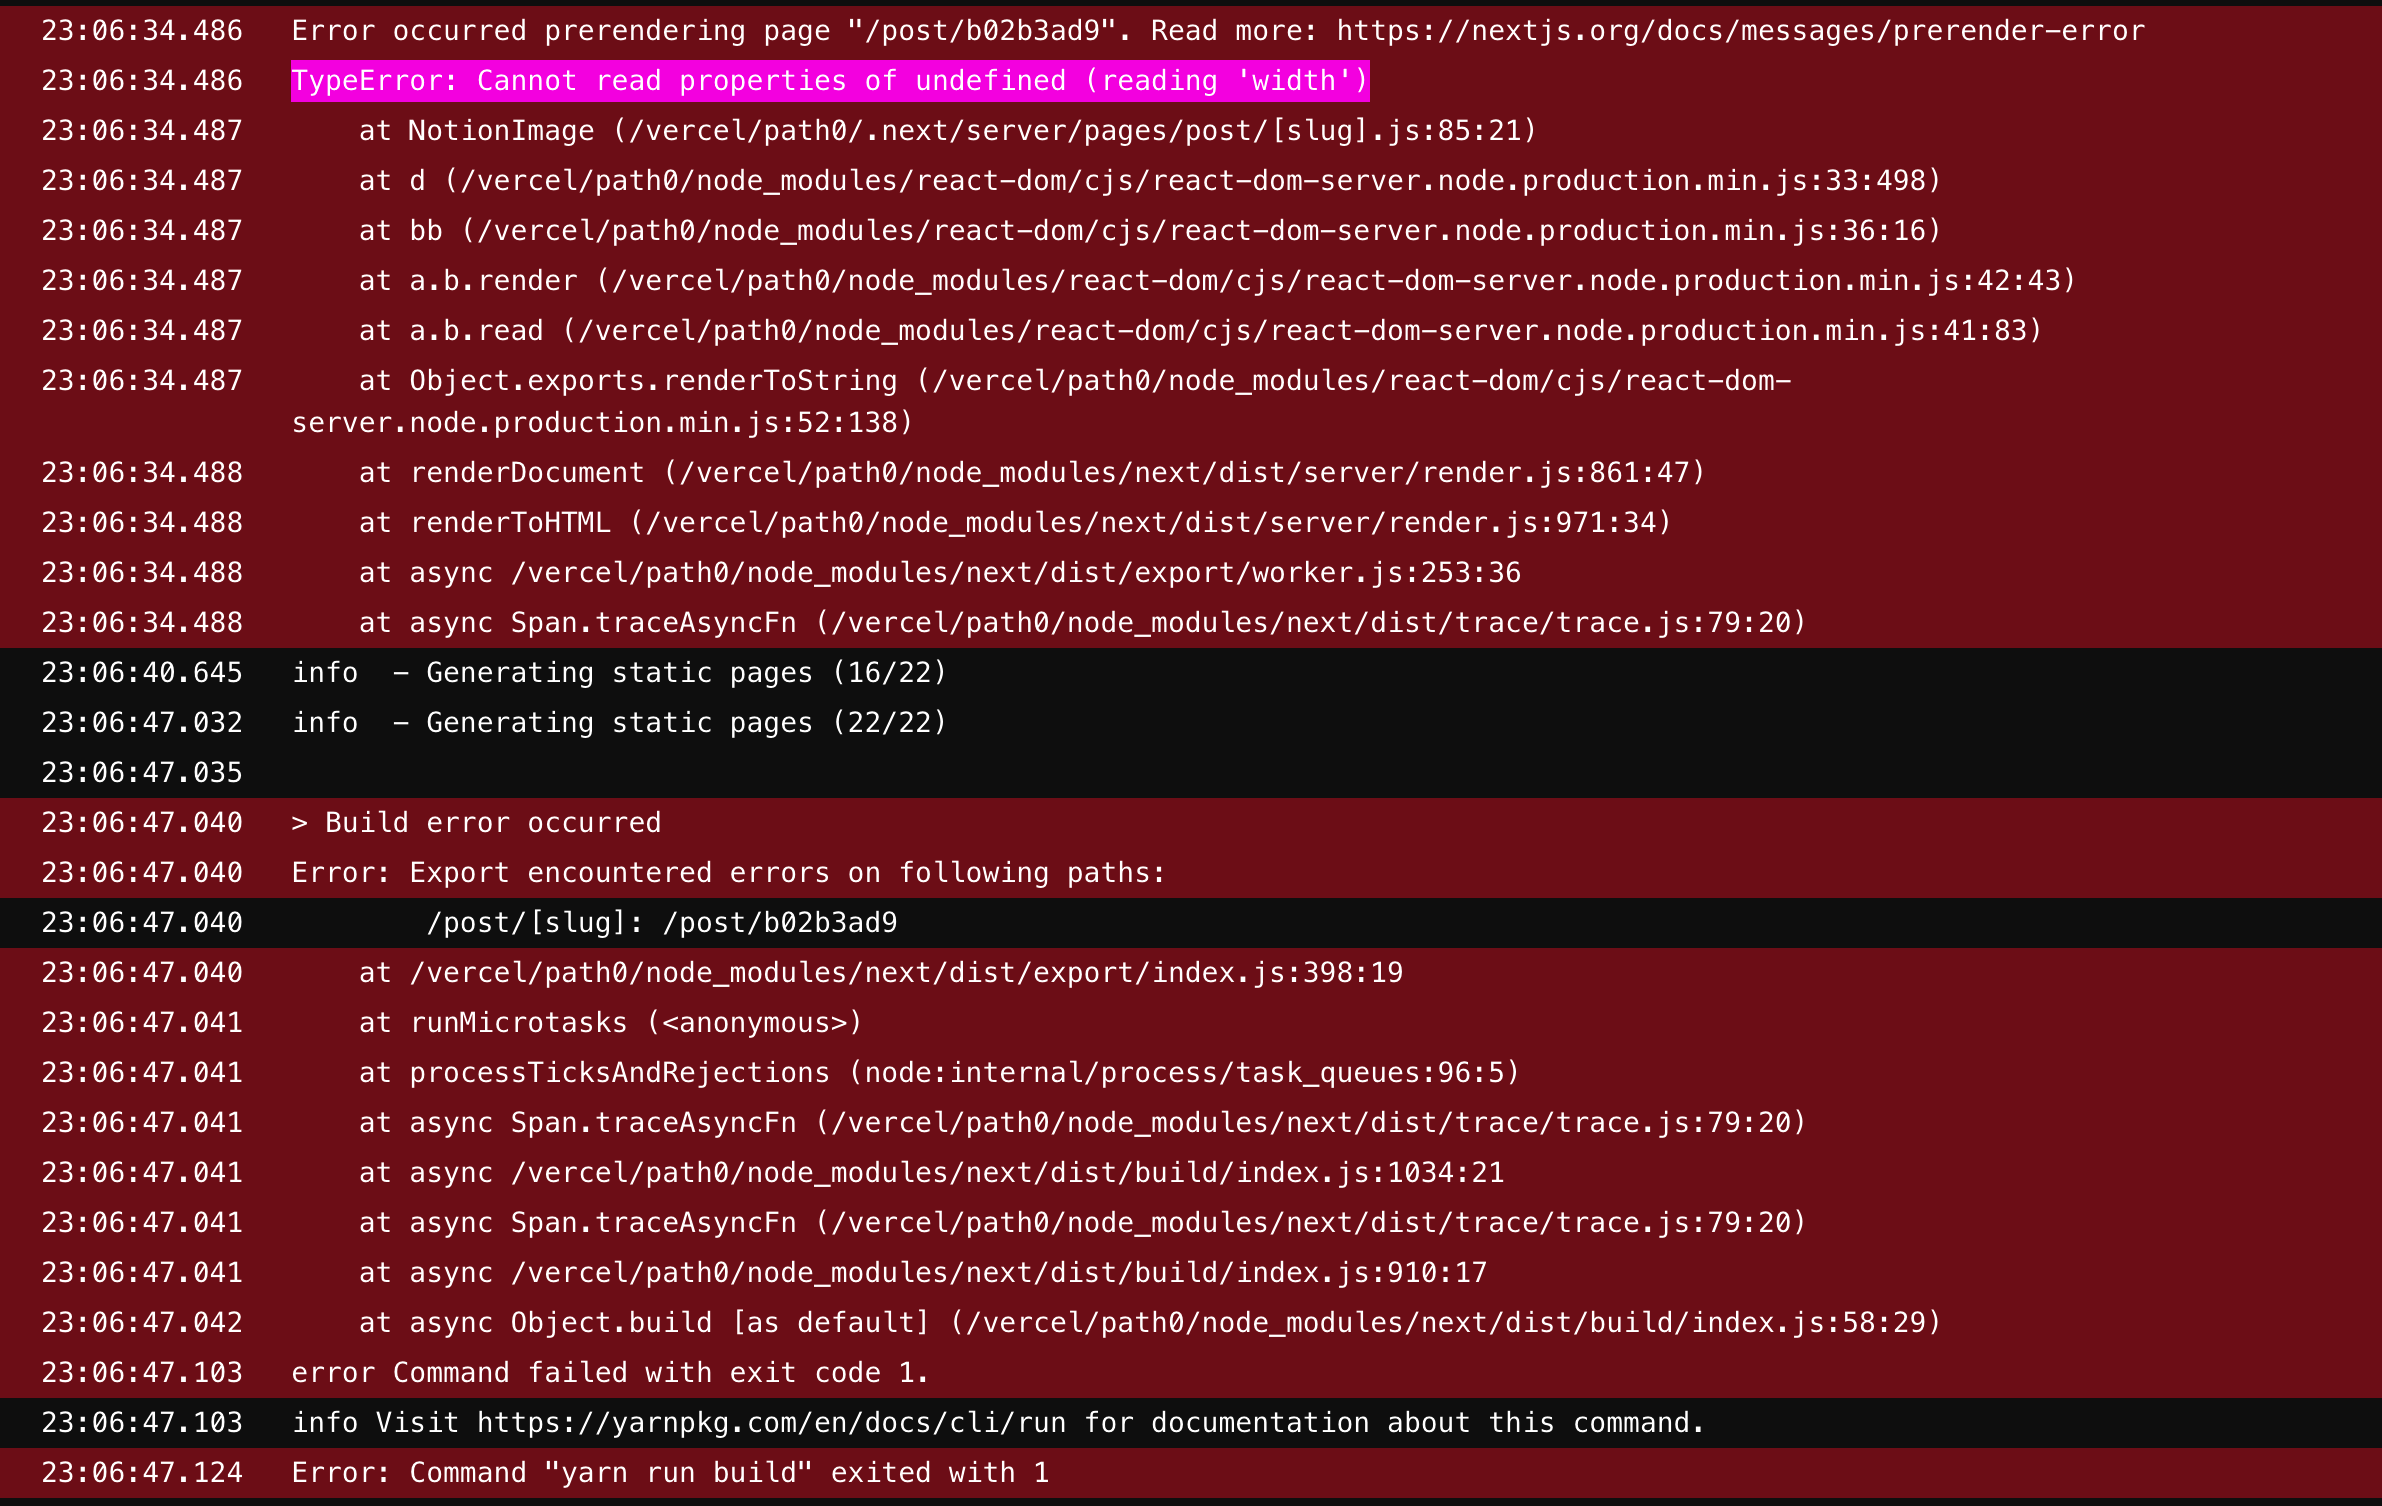 23:06:34.486 Error occurred prerendering page "/post/b02b3ad9". Read more: https://nextjs.org/docs/messages/prerender-error
23:06:34.486 TypeError: Cannot read properties of undefined (reading 'width')
23:06:34.487     at NotionImage (/vercel/path0/.next/server/pages/post/[slug].js:85:21)
23:06:34.487     at d (/vercel/path0/node_modules/react-dom/cjs/react-dom-server.node.production.min.js:33:498)
23:06:34.487     at bb (/vercel/path0/node_modules/react-dom/cjs/react-dom-server.node.production.min.js:36:16)
23:06:34.487     at a.b.render (/vercel/path0/node_modules/react-dom/cjs/react-dom-server.node.production.min.js:42:43)
23:06:34.487     at a.b.read (/vercel/path0/node_modules/react-dom/cjs/react-dom-server.node.production.min.js:41:83)
23:06:34.487     at Object.exports.renderToString (/vercel/path0/node_modules/react-dom/cjs/react-dom-
server.node.production.min.js:52:138)
23:06:34.488     at renderDocument (/vercel/path0/node_modules/next/dist/server/render.js:861:47)
23:06:34.488     at renderToHTML (/vercel/path0/node_modules/next/dist/server/render.js:971:34)
23:06:34.488     at async /vercel/path0/node_modules/next/dist/export/worker.js:253:36
23:06:34.488     at async Span.traceAsyncFn (/vercel/path0/node_modules/next/dist/trace/trace.js:79:20)
23:06:40.645 info  - Generating static pages (16/22)
23:06:47.032 info  - Generating static pages (22/22)
23:06:47.035
23:06:47.040 > Build error occurred
23:06:47.040 Error: Export encountered errors on following paths:
23:06:47.040         /post/[slug]: /post/b02b3ad9
23:06:47.040     at /vercel/path0/node_modules/next/dist/export/index.js:398:19
23:06:47.041     at runMicrotasks (<anonymous>)
23:06:47.041     at processTicksAndRejections (node:internal/process/task_queues:96:5)
23:06:47.041     at async Span.traceAsyncFn (/vercel/path0/node_modules/next/dist/trace/trace.js:79:20)
23:06:47.041     at async /vercel/path0/node_modules/next/dist/build/index.js:1034:21
23:06:47.041     at async Span.traceAsyncFn (/vercel/path0/node_modules/next/dist/trace/trace.js:79:20)
23:06:47.041     at async /vercel/path0/node_modules/next/dist/build/index.js:910:17
23:06:47.042     at async Object.build [as default] (/vercel/path0/node_modules/next/dist/build/index.js:58:29)
23:06:47.103 error Command failed with exit code 1.
23:06:47.103 info Visit https://yarnpkg.com/en/docs/cli/run for documentation about this command.
23:06:47.124 Error: Command "yarn run build" exited with 1